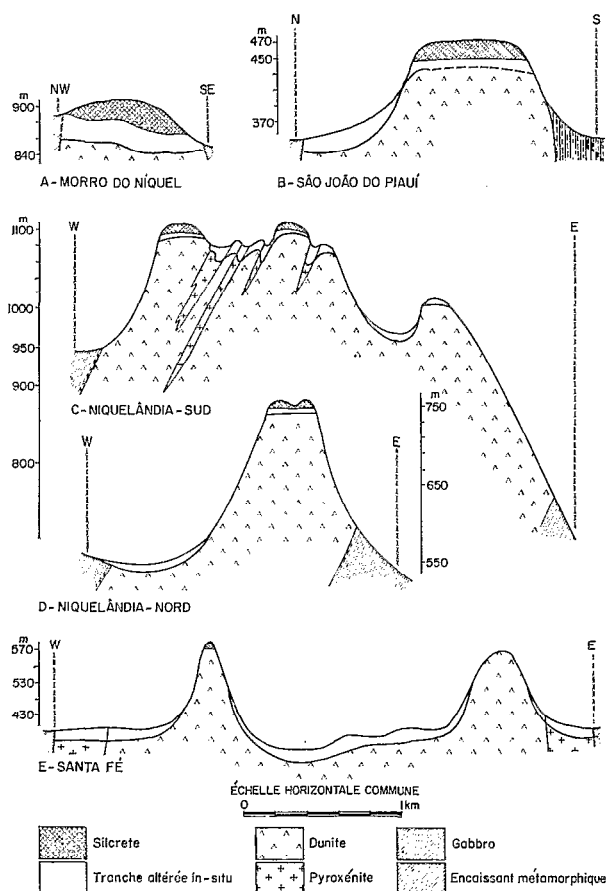 m
900
840
NW
SE
A-MORRO DO NÍQUEL
m
470
450
370
N
S
B-SÃO JOÃO DO PIAUÍ
m
1100
1000
950
900
800
W
E
C-NIQUELÂNDIA-SUD
W
E
m
750
650
550
D-NIQUELÂNDIA-NORD
m
570
530
430
W
E
E-SANTA FÉ
ÉCHELLE HORIZONTALE COMMUNE
0 1km
Silcrete
Dunite
Gabbro
Tranche altérée in-situ
Pyroxénite
Encaissant métamorphique